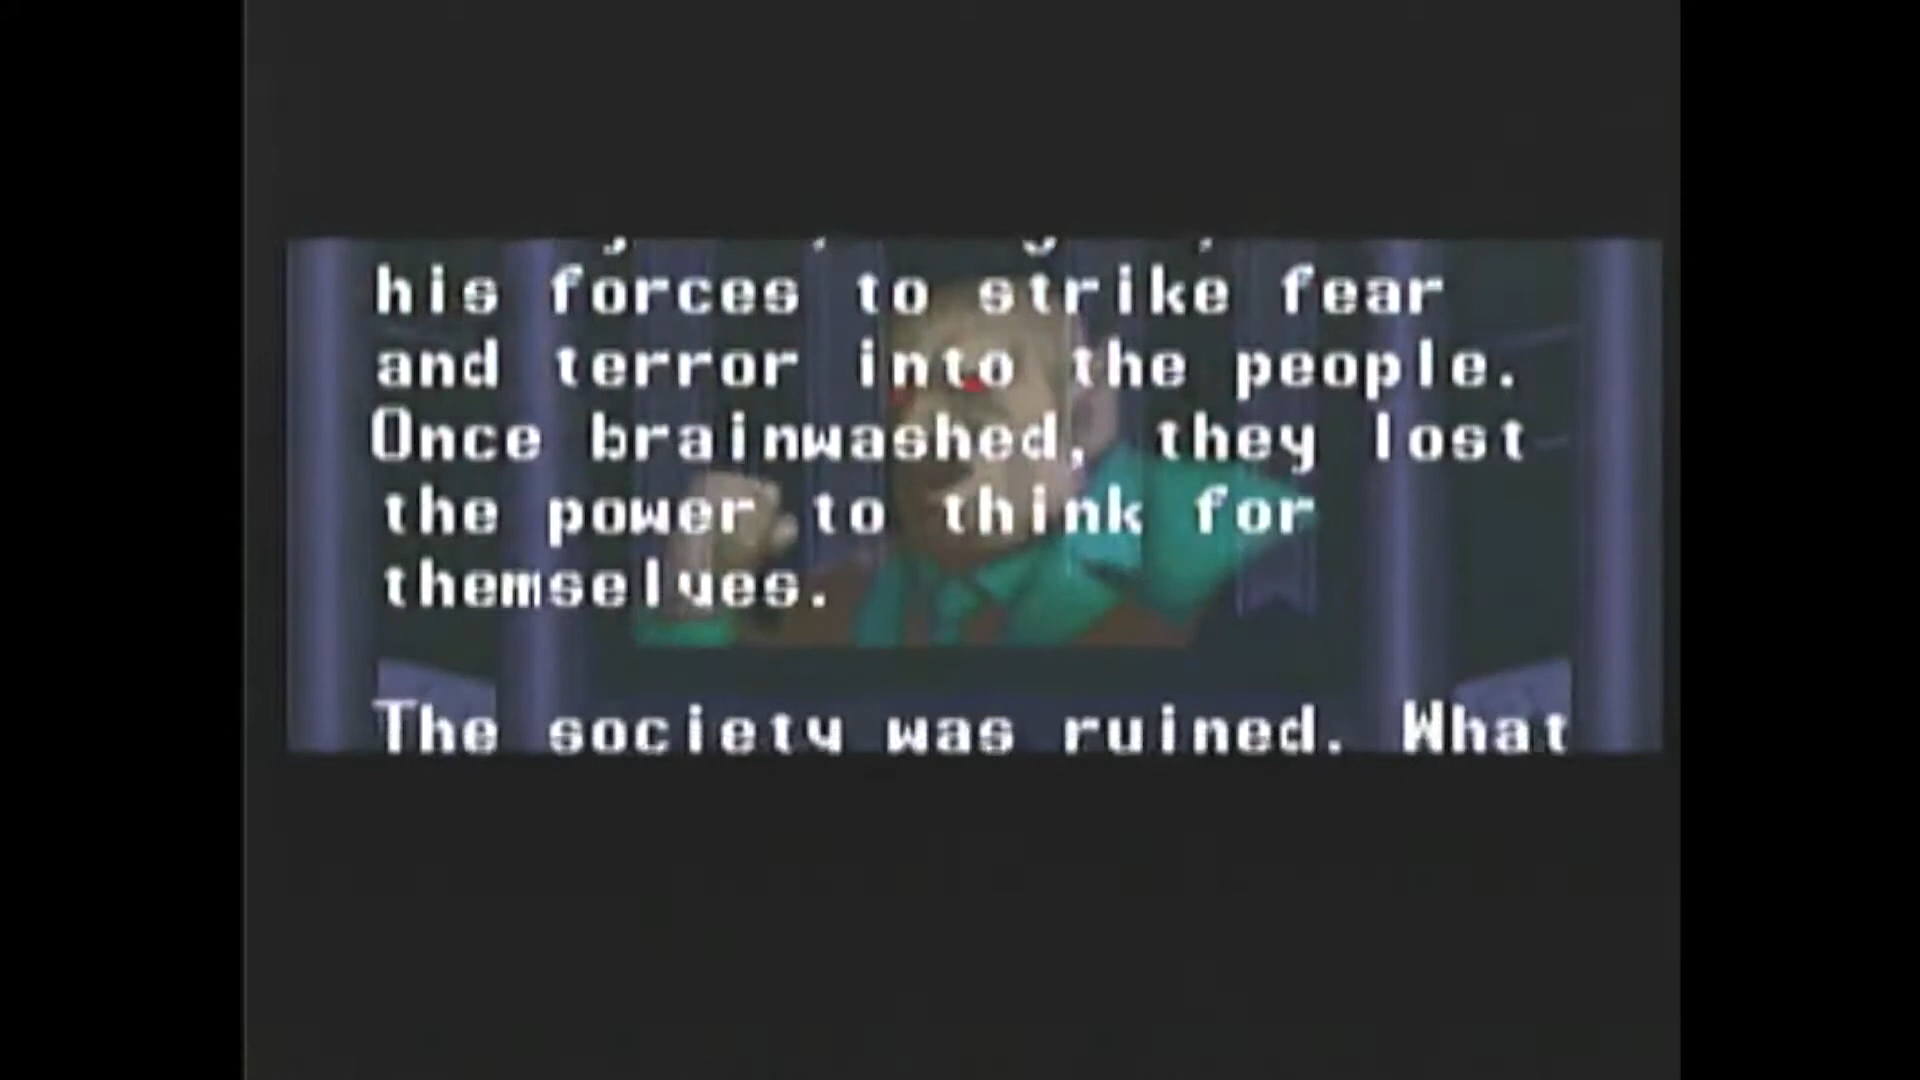 his forces to strike fear
and terror into the people.
Once brainwashed, they lost
the power to think for
themselves.
The society was ruined. What